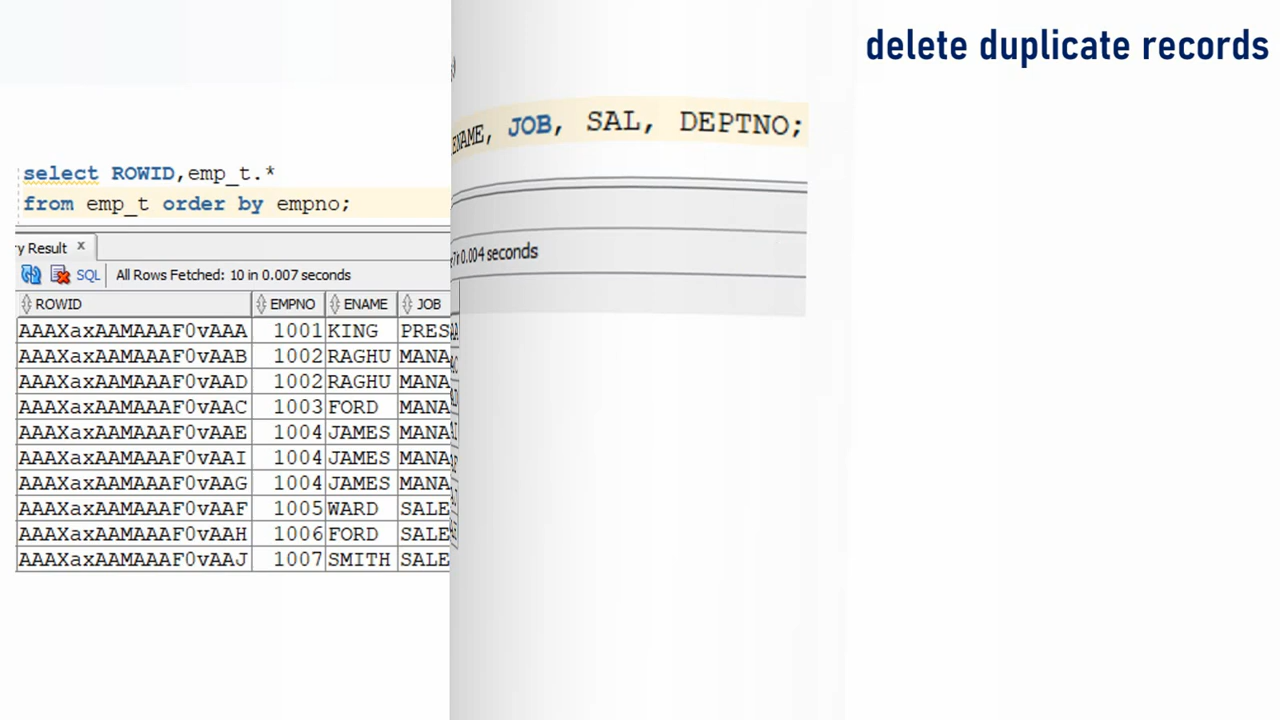 delete duplicate records
select ROWID,emp_t.*
from emp_t order by empno;
ry Result x
SQL All Rows Fetched: 10 in 0.007 seconds
ROWID EMPNO ENAME JOB
AAAXaxAAMAAAF0vAAA 1001 KING PRES
AAAXaxAAMAAAF0vAAB 1002 RAGHU MANA
AAAXaxAAMAAAF0vAAD 1002 RAGHU MANA
AAAXaxAAMAAAF0vAAC 1003 FORD MANA
AAAXaxAAMAAAF0vAAE 1004 JAMES MANA
AAAXaxAAMAAAF0vAAI 1004 JAMES MANA
AAAXaxAAMAAAF0vAAG 1004 JAMES MANA
AAAXaxAAMAAAF0vAAF 1005 WARD SALE
AAAXaxAAMAAAF0vAAH 1006 FORD SALE
AAAXaxAAMAAAF0vAAJ 1007 SMITH SALE
ENAME, JOB, SAL, DEPTNO;
in 0.004 seconds